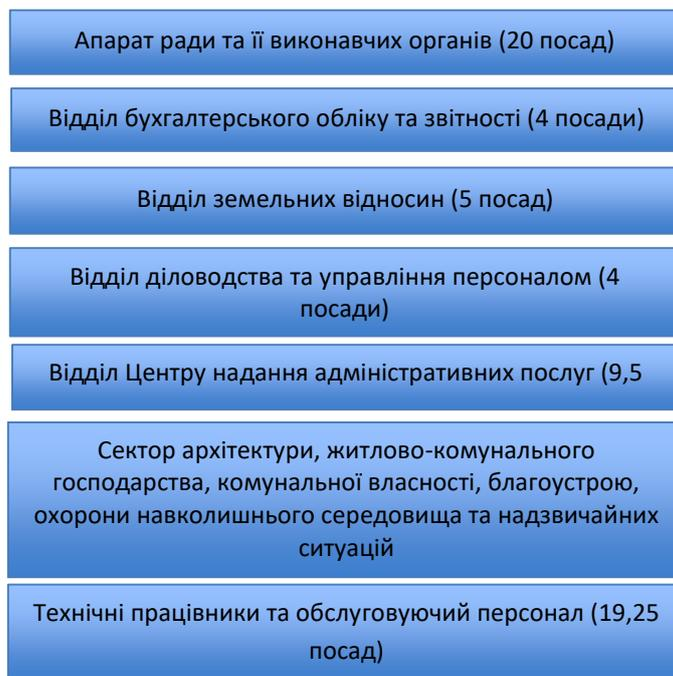 Апарат ради та її виконавчих органів (20 посад)
Відділ бухгалтерського обліку та звітності (4 посади)
Відділ земельних відносин (5 посад)
Відділ діловодства та управління персоналом (4
посади)
Відділ Центру надання адміністративних послуг (9,5
Сектор архітектури, житлово-комунального
господарства, комунальної власності, благоустрою,
охорони навколишнього середовища та надзвичайних
ситуацій
Технічні працівники та обслуговуючий персонал (19,25
посад)